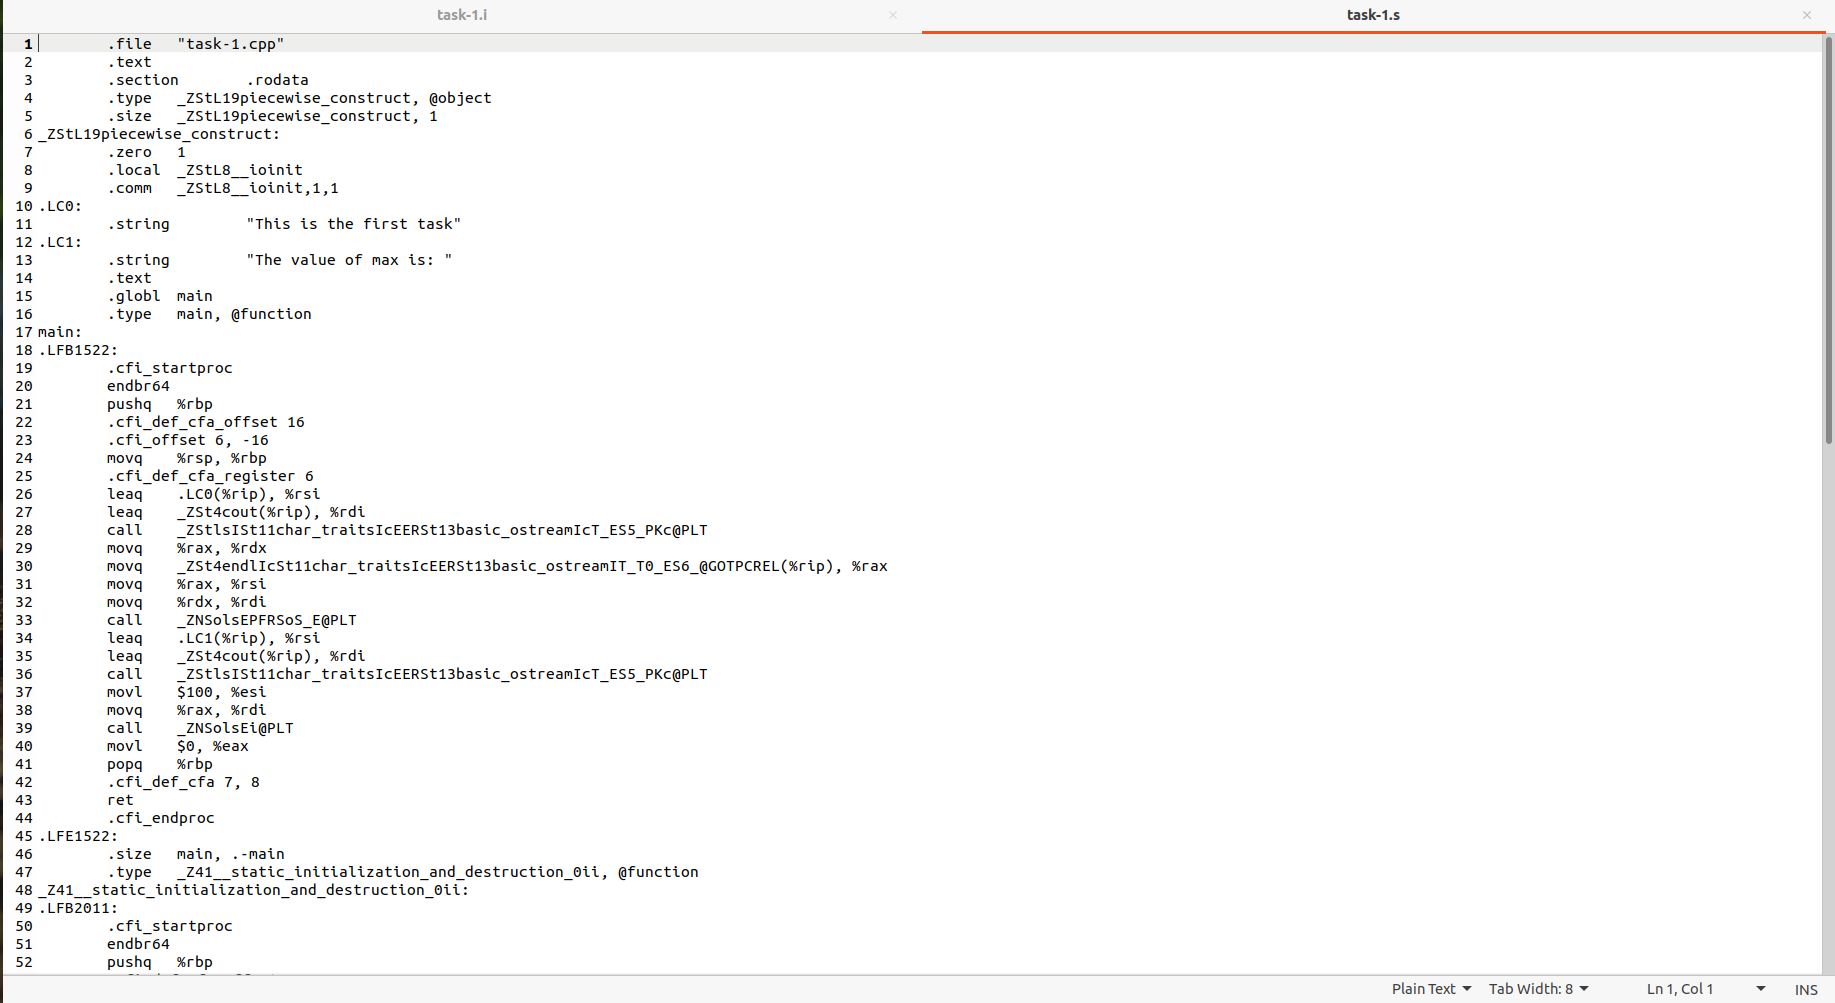 task-1.i × task-1.s ×
1 .file "task-1.cpp"
2 .text
3 .section .rodata
4 .type _ZStL19piecewise_construct, @object
5 .size _ZStL19piecewise_construct, 1
6 _ZStL19piecewise_construct:
7 .zero 1
8 .local _ZStL8__ioinit
9 .comm _ZStL8__ioinit,1,1
10 .LC0:
11 .string "This is the first task"
12 .LC1:
13 .string "The value of max is: "
14 .text
15 .globl main
16 .type main, @function
17 main:
18 .LFB1522:
19 .cfi_startproc
20 endbr64
21 pushq %rbp
22 .cfi_def_cfa_offset 16
23 .cfi_offset 6, -16
24 movq %rsp, %rbp
25 .cfi_def_cfa_register 6
26 leaq .LC0(%rip), %rsi
27 leaq _ZSt4cout(%rip), %rdi
28 call _ZStlsISt11char_traitsIcEERSt13basic_ostreamIcT_ES5_PKc@PLT
29 movq %rax, %rdx
30 movq _ZSt4endlIcSt11char_traitsIcEERSt13basic_ostreamIT_T0_ES6_@GOTPCREL(%rip), %rax
31 movq %rax, %rsi
32 movq %rdx, %rdi
33 call _ZNSolsEPFRSoS_E@PLT
34 leaq .LC1(%rip), %rsi
35 leaq _ZSt4cout(%rip), %rdi
36 call _ZStlsISt11char_traitsIcEERSt13basic_ostreamIcT_ES5_PKc@PLT
37 movl $100, %esi
38 movq %rax, %rdi
39 call _ZNSolsEi@PLT
40 movl $0, %eax
41 popq %rbp
42 .cfi_def_cfa 7, 8
43 ret
44 .cfi_endproc
45 .LFE1522:
46 .size main, .-main
47 .type _Z41__static_initialization_and_destruction_0ii, @function
48 _Z41__static_initialization_and_destruction_0ii:
49 .LFB2011:
50 .cfi_startproc
51 endbr64
52 pushq %rbp
Plain Text Tab Width: 8 Ln 1, Col 1 INS